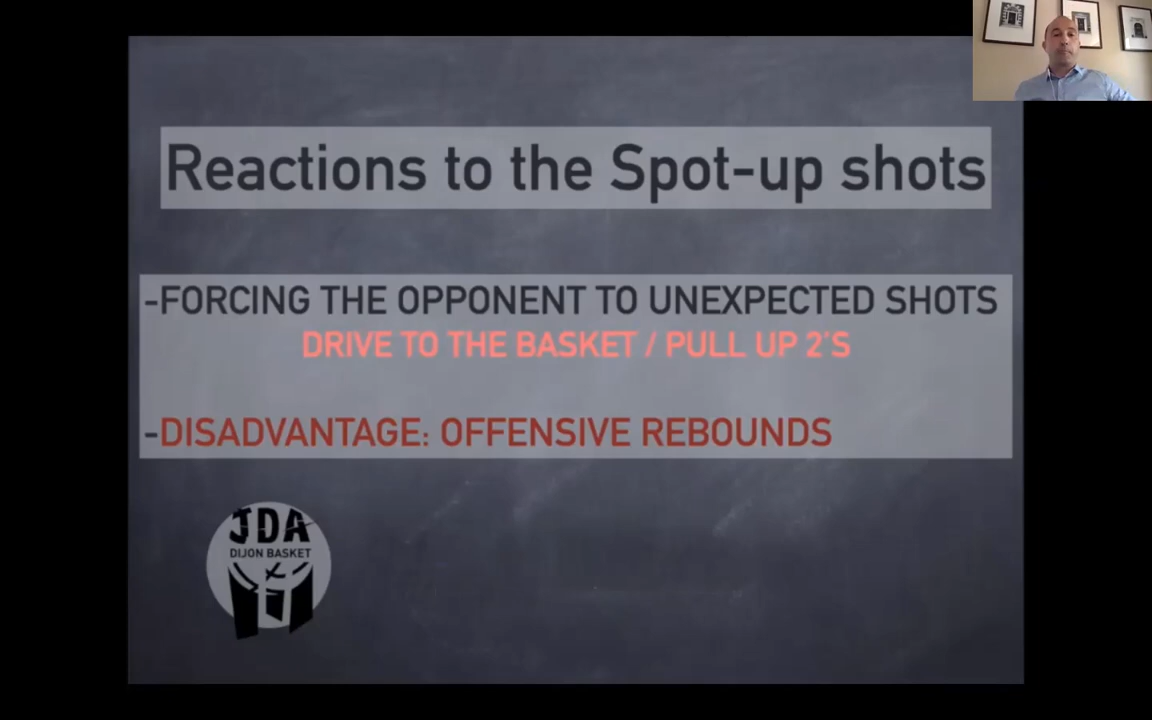 Reactions to the Spot-up shots
-FORCING THE OPPONENT TO UNEXPECTED SHOTS
DRIVE TO THE BASKET / PULL UP 2'S
-DISADVANTAGE: OFFENSIVE REBOUNDS
JDA
DIJON BASKET